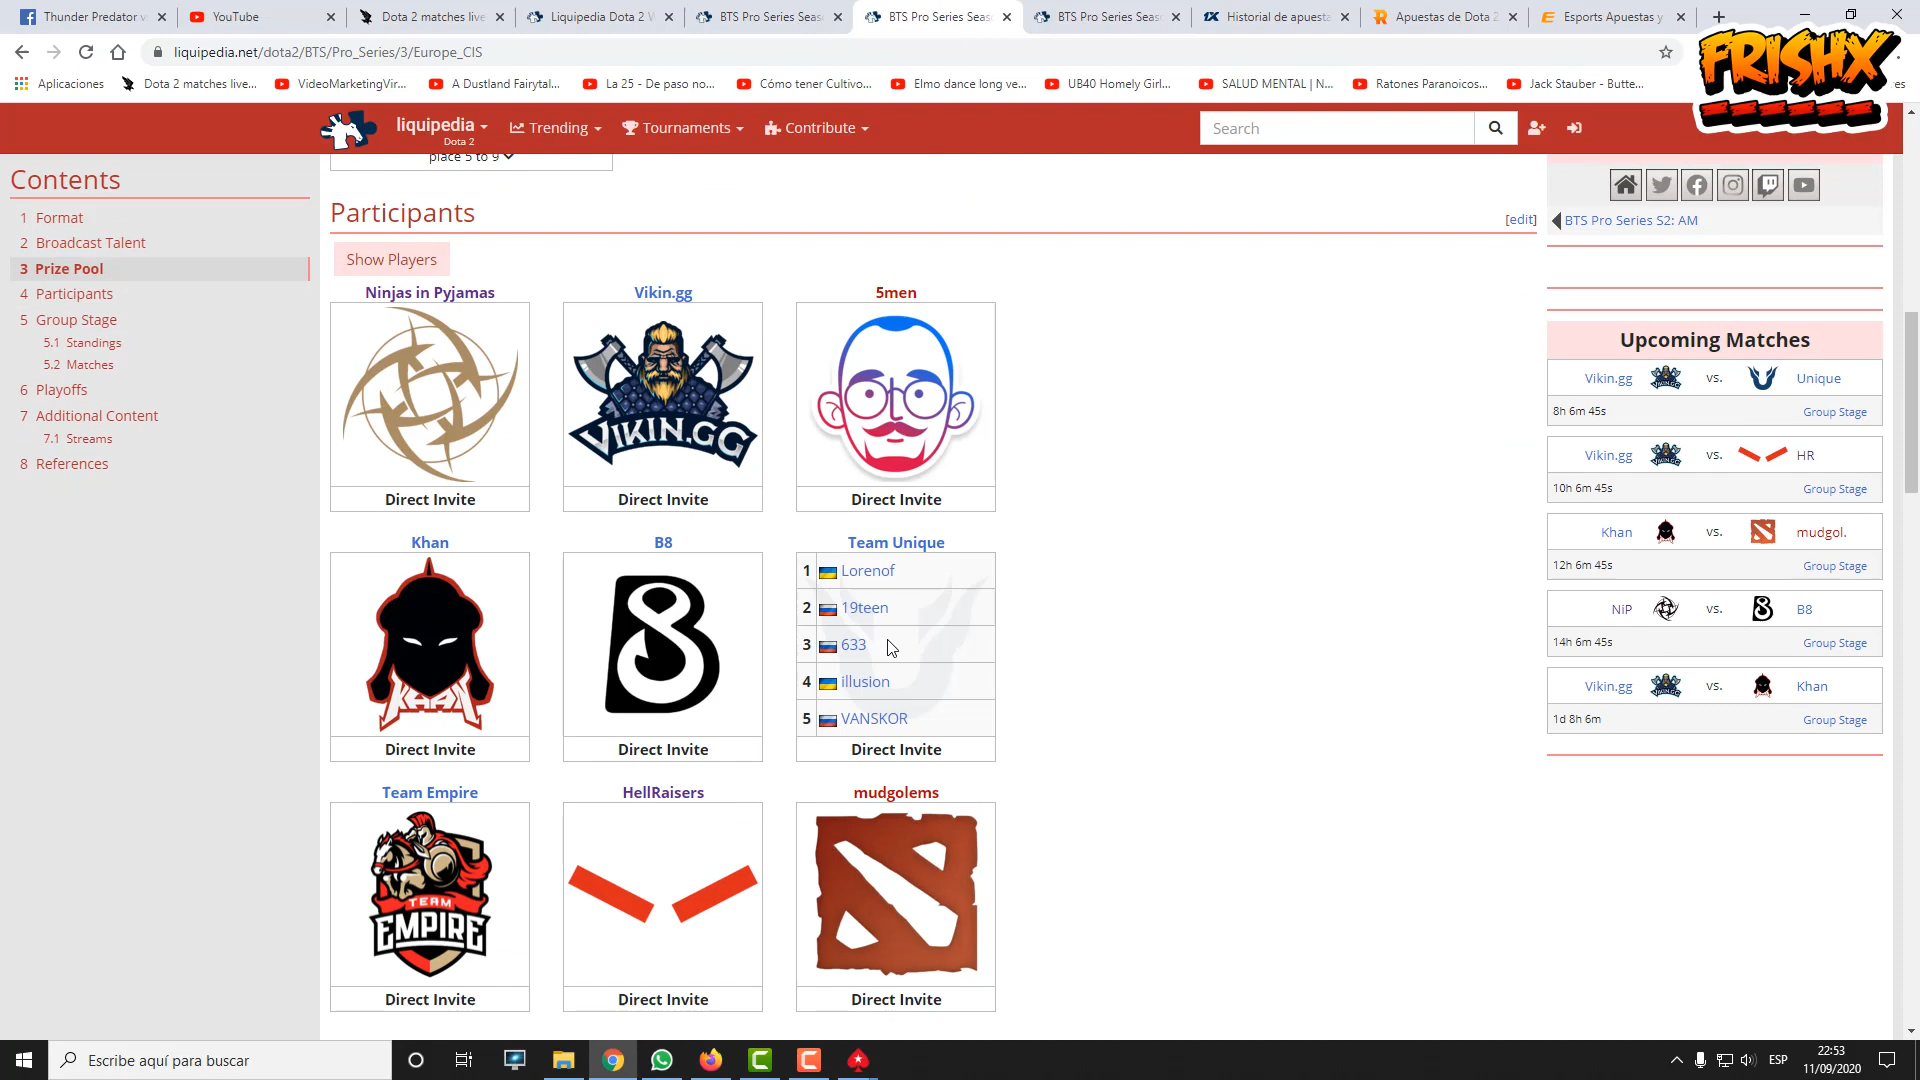 Thunder Predator v
YouTube
Dota 2 matches live
Liquipedia Dota 2 W
BTS Pro Series Seas
BTS Pro Series Seas
BTS Pro Series Seas
Historial de apuesta
Apuestas de Dota 2
Esports Apuestas y
liquipedia.net/dota2/BTS/Pro_Series/3/Europe_CIS
FRISHX
Aplicaciones
Dota 2 matches live...
VideoMarketingVir...
A Dustland Fairytal...
La 25 - De paso no...
Cómo tener Cultivo...
Elmo dance long ve...
UB40 Homely Girl...
SALUD MENTAL | N...
Ratones Paranoicos...
Jack Stauber - Butte...
liquipedia
Dota 2
Trending
Tournaments
Contribute
Search
place 5 to 9
Contents
1 Format
2 Broadcast Talent
3 Prize Pool
4 Participants
5 Group Stage
5.1 Standings
5.2 Matches
6 Playoffs
7 Additional Content
7.1 Streams
8 References
Participants
[edit]
Show Players
Ninjas in Pyjamas
Vikin.gg
5men
VIKIN.GG
Direct Invite
Direct Invite
Direct Invite
Khan
B8
Team Unique
KHAN
1 Lorenof
2 19teen
3 633
4 illusion
5 VANSKOR
Direct Invite
Direct Invite
Direct Invite
Team Empire
HellRaisers
mudgolems
TEAM
EMPIRE
Direct Invite
Direct Invite
Direct Invite
BTS Pro Series S2: AM
Upcoming Matches
Vikin.gg vs. Unique
8h 6m 45s Group Stage
Vikin.gg vs. HR
10h 6m 45s Group Stage
Khan vs. mudgol.
12h 6m 45s Group Stage
NiP vs. B8
14h 6m 45s Group Stage
Vikin.gg vs. Khan
1d 8h 6m Group Stage
Escribe aquí para buscar
ESP
22:53
11/09/2020